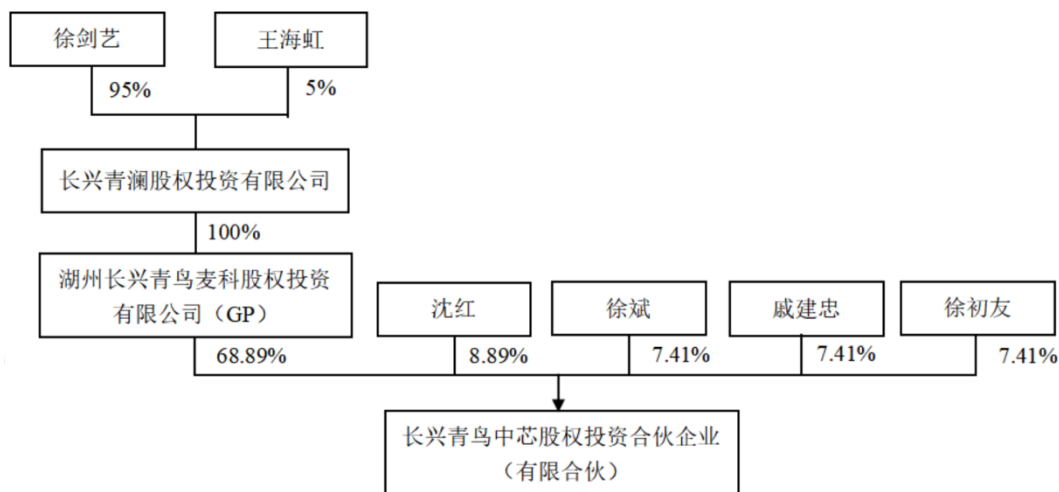 徐剑艺
王海虹
95%
5%
长兴青澜股权投资有限公司
100%
湖州长兴青鸟麦科股权投资
有限公司（GP）
沈红
徐斌
戚建忠
徐初友
68.89%
8.89%
7.41%
7.41%
7.41%
长兴青鸟中芯股权投资合伙企业
（有限合伙）